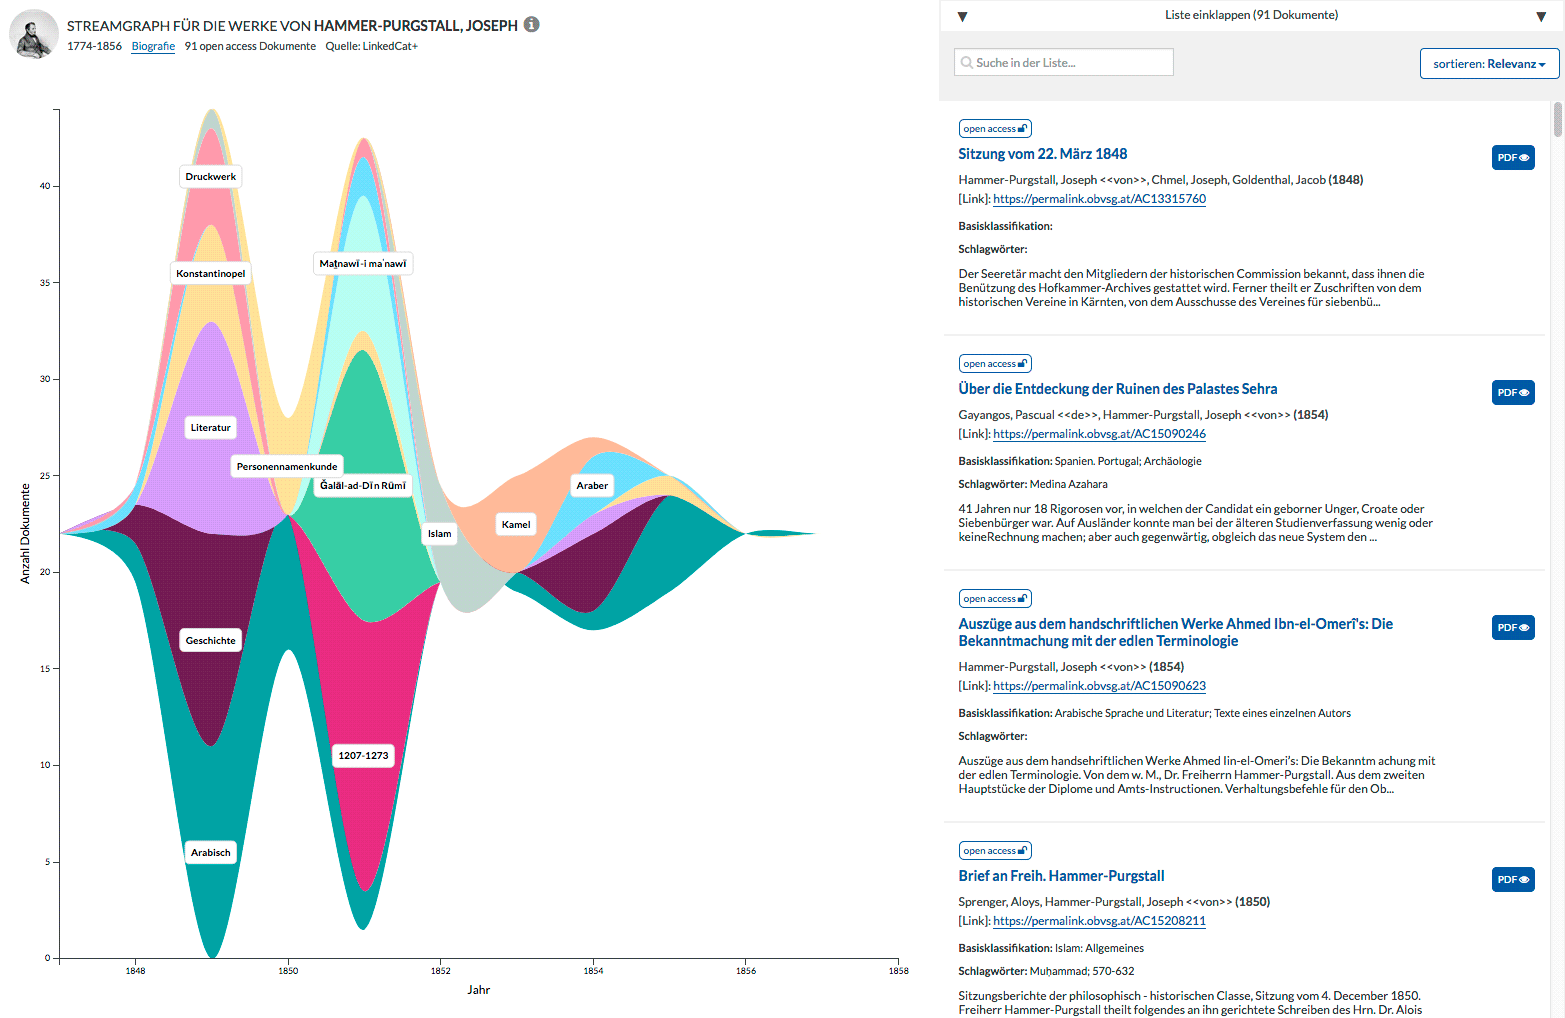 STREAMGRAPH FÜR DIE WERKE VON HAMMER-PURGSTALL, JOSEPH
1774-1856 Biografie 91 open access Dokumente Quelle: LinkedCat+
Anzahl Dokumente
40
35
30
25
20
15
10
5
0
1848
1850
1852
1854
1856
1858
Jahr
Druckwerk
Konstantinopel
Maṯnawī-i maʿnawī
Literatur
Personennamenkunde
Ǧalāl-ad-Dīn Rūmī
Araber
Kamel
Islam
Geschichte
1207-1273
Arabisch
▼ Liste einklappen (91 Dokumente) ▼
Suche in der Liste...
sortieren: Relevanz
open access
Sitzung vom 22. März 1848
PDF
Hammer-Purgstall, Joseph <<von>>, Chmel, Joseph, Goldenthal, Jacob (1848)
[Link]: https://permalink.obvsg.at/AC13315760
Basisklassifikation:
Schlagwörter:
Der Seeretär macht den Mitgliedern der historischen Commission bekannt, dass ihnen die
Benützung des Hofkammer-Archives gestattet wird. Ferner theilt er Zuschriften von dem
historischen Vereine in Kärnten, von dem Ausschusse des Vereines für siebenbü...
open access
Über die Entdeckung der Ruinen des Palastes Sehra
PDF
Gayangos, Pascual <<de>>, Hammer-Purgstall, Joseph <<von>> (1854)
[Link]: https://permalink.obvsg.at/AC15090246
Basisklassifikation: Spanien. Portugal; Archäologie
Schlagwörter: Medina Azahara
41 Jahren nur 18 Rigorosen vor, in welchen der Candidat ein geborner Unger, Croate oder
Siebenbürger war. Auf Ausländer konnte man bei der älteren Studienverfassung wenig oder
keineRechnung machen; aber auch gegenwärtig, obgleich das neue System den ...
open access
Auszüge aus dem handschriftlichen Werke Ahmed Ibn-el-Omerî's: Die
Bekanntmachung mit der edlen Terminologie
PDF
Hammer-Purgstall, Joseph <<von>> (1854)
[Link]: https://permalink.obvsg.at/AC15090623
Basisklassifikation: Arabische Sprache und Literatur; Texte eines einzelnen Autors
Schlagwörter:
Auszüge aus dem handsehriftlichen Werke Ahmed Iin-el-Omeri's: Die Bekanntm achung mit
der edlen Terminologie. Von dem w. M., Dr. Freiherrn Hammer-Purgstall. Aus dem zweiten
Hauptstücke der Diplome und Amts-Instructionen. Verhaltungsbefehle für den Ob...
open access
Brief an Freih. Hammer-Purgstall
PDF
Sprenger, Aloys, Hammer-Purgstall, Joseph <<von>> (1850)
[Link]: https://permalink.obvsg.at/AC15208211
Basisklassifikation: Islam: Allgemeines
Schlagwörter: Muḥammad; 570-632
Sitzungsberichte der philosophisch - historischen Classe, Sitzung vom 4. December 1850.
Freiherr Hammer-Purgstall theilt folgendes an ihn gerichtete Schreiben des Hrn. Dr. Alois